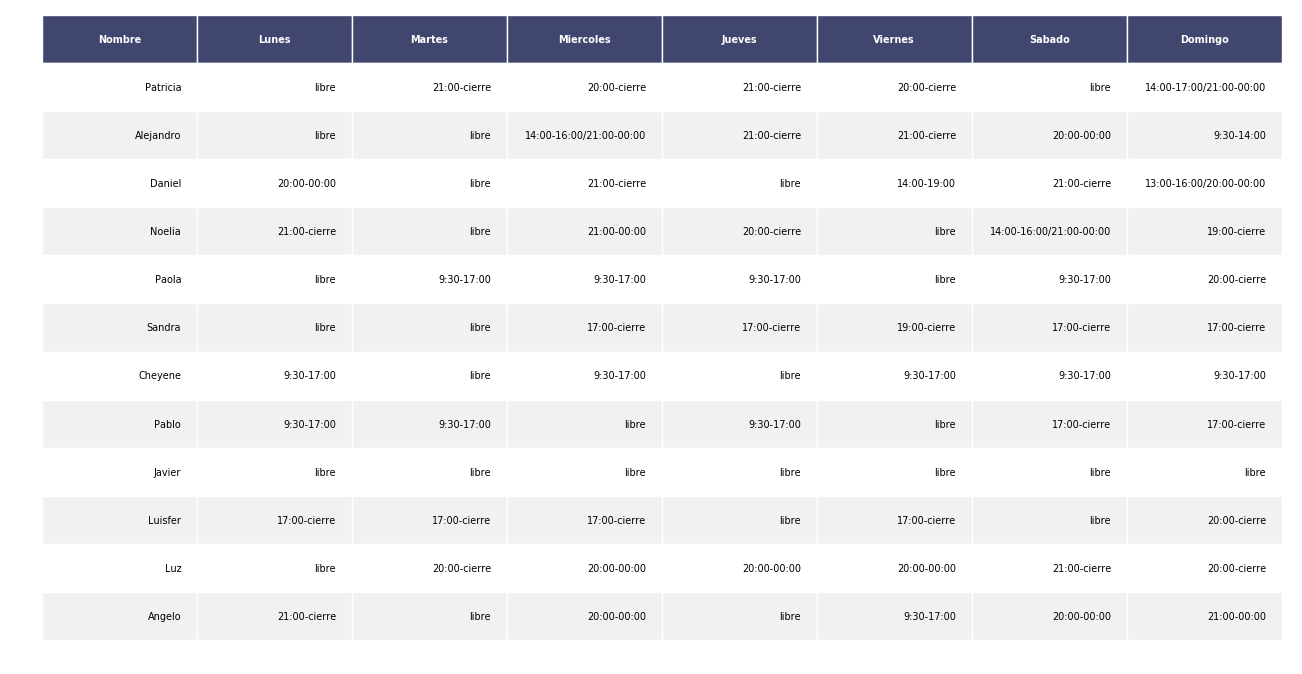 Nombre Lunes Martes Miercoles Jueves Viernes Sabado Domingo
Patricia libre 21:00-cierre 20:00-cierre 21:00-cierre 20:00-cierre libre 14:00-17:00/21:00-00:00
Alejandro libre libre 14:00-16:00/21:00-00:00 21:00-cierre 21:00-cierre 20:00-00:00 9:30-14:00
Daniel 20:00-00:00 libre 21:00-cierre libre 14:00-19:00 21:00-cierre 13:00-16:00/20:00-00:00
Noelia 21:00-cierre libre 21:00-00:00 20:00-cierre libre 14:00-16:00/21:00-00:00 19:00-cierre
Paola libre 9:30-17:00 9:30-17:00 9:30-17:00 libre 9:30-17:00 20:00-cierre
Sandra libre libre 17:00-cierre 17:00-cierre 19:00-cierre 17:00-cierre 17:00-cierre
Cheyene 9:30-17:00 libre 9:30-17:00 libre 9:30-17:00 9:30-17:00 9:30-17:00
Pablo 9:30-17:00 9:30-17:00 libre 9:30-17:00 libre 17:00-cierre 17:00-cierre
Javier libre libre libre libre libre libre libre
Luisfer 17:00-cierre 17:00-cierre 17:00-cierre libre 17:00-cierre libre 20:00-cierre
Luz libre 20:00-cierre 20:00-00:00 20:00-00:00 20:00-00:00 21:00-cierre 20:00-cierre
Angelo 21:00-cierre libre 20:00-00:00 libre 9:30-17:00 20:00-00:00 21:00-00:00